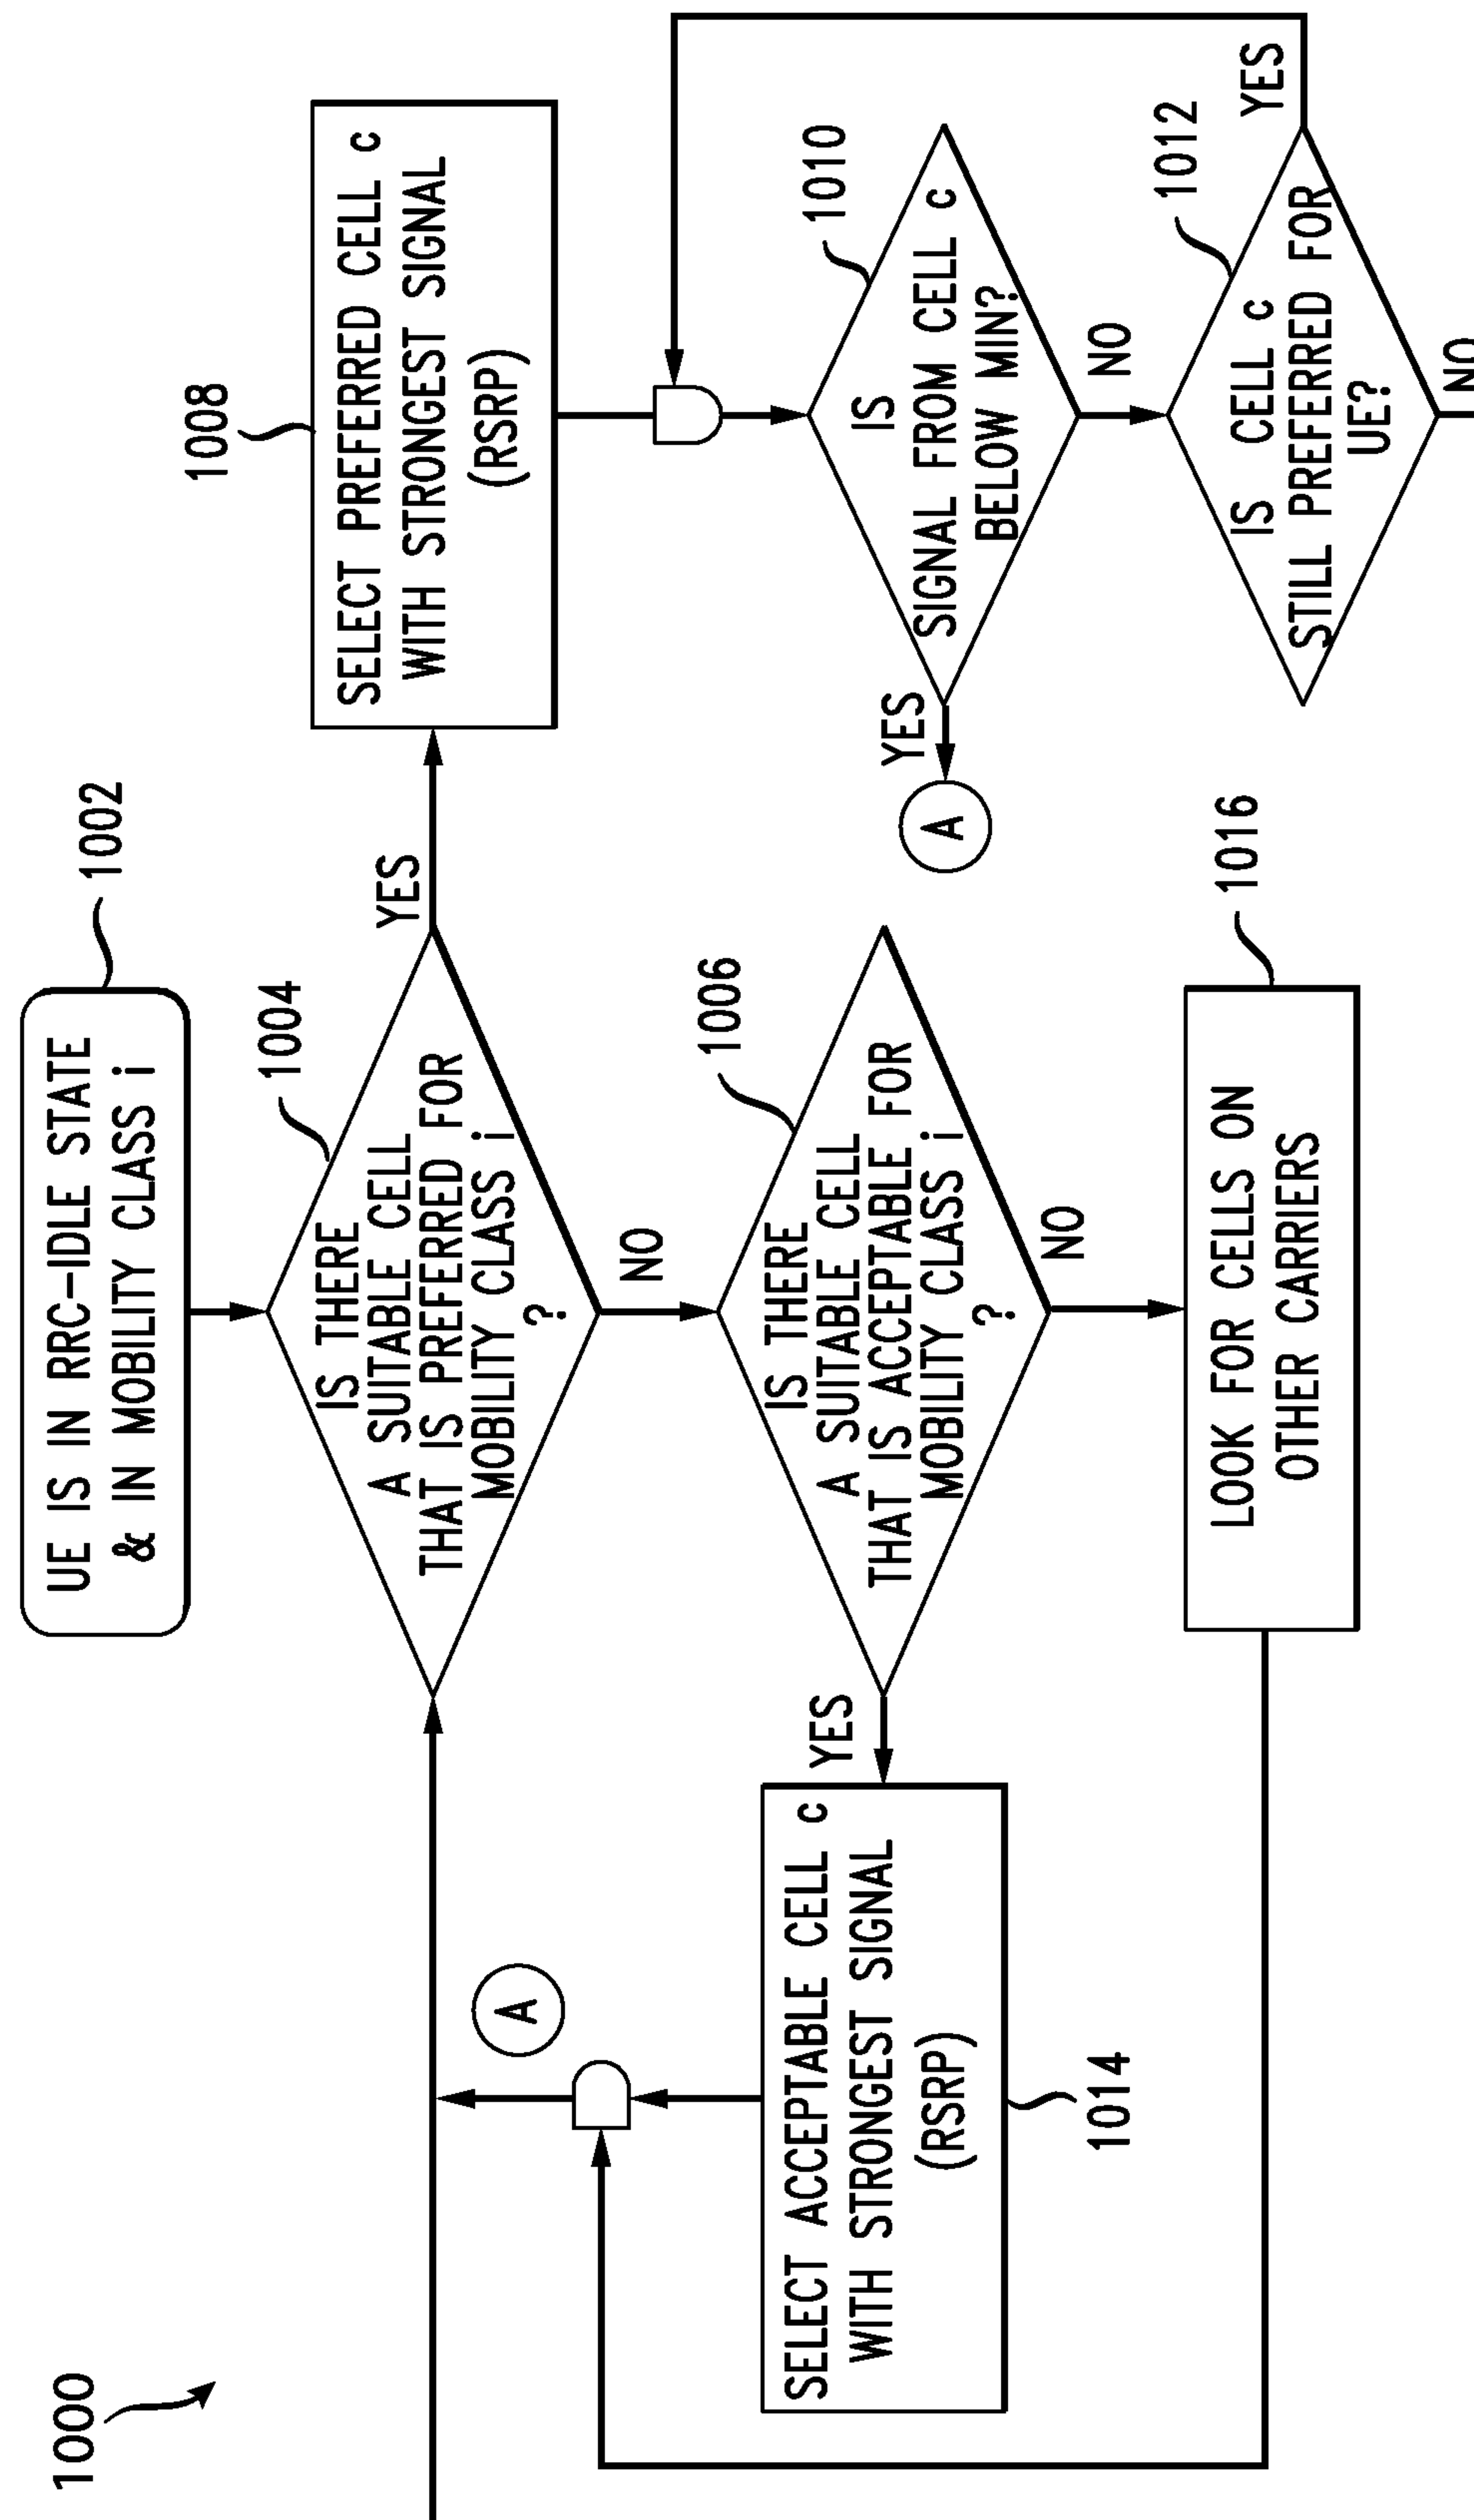 1000
UE IS IN RRC-IDLE STATE
& IN MOBILITY CLASS i
1002
1004
IS THERE
A SUITABLE CELL
THAT IS PREFERRED FOR
MOBILITY CLASS i
?
YES
NO
1008
SELECT PREFERRED CELL c
WITH STRONGEST SIGNAL
(RSRP)
A
1006
IS THERE
A SUITABLE CELL
THAT IS ACCEPTABLE FOR
MOBILITY CLASS i
?
YES
NO
SELECT ACCEPTABLE CELL c
WITH STRONGEST SIGNAL
(RSRP)
1014
1010
IS
SIGNAL FROM CELL c
BELOW MIN?
YES
A
NO
1016
LOOK FOR CELLS ON
OTHER CARRIERS
1012
IS CELL c
STILL PREFERRED FOR
UE?
YES
NO